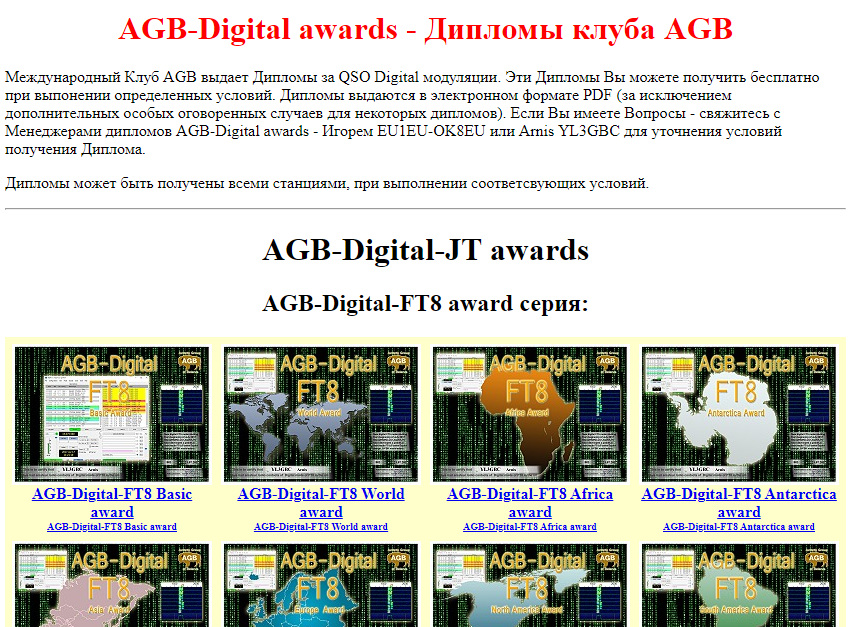 AGB-Digital awards - Дипломы клуба AGB
Международный Клуб AGB выдает Дипломы за QSO Digital модуляции. Эти Дипломы Вы можете получить бесплатно
при выпонении определенных условий. Дипломы выдаются в электронном формате PDF (за исключением
дополнительных особых оговоренных случаев для некоторых дипломов). Если Вы имеете Вопросы - свяжитесь с
Менеджерами дипломов AGB-Digital awards - Игорем EU1EU-OK8EU или Arnis YL3GBC для уточнения условий
получения Диплома.
Дипломы может быть получены всеми станциями, при выполнении соответсвующих условий.
AGB-Digital-JT awards
AGB-Digital-FT8 award серия:
AGB-Digital
FT8
Basic Award
AGB
YL3GBC Arnis
AGB-Digital
FT8
World Award
AGB
YL3GBC Arnis
AGB-Digital
FT8
Africa Award
AGB
YL3GBC Arnis
AGB-Digital
FT8
Antarctica Award
AGB
YL3GBC Arnis
AGB-Digital-FT8 Basic
award
AGB-Digital-FT8 Basic award
AGB-Digital-FT8 World
award
AGB-Digital-FT8 World award
AGB-Digital-FT8 Africa
award
AGB-Digital-FT8 Africa award
AGB-Digital-FT8 Antarctica
award
AGB-Digital-FT8 Antarctica award
AGB-Digital
FT8
Asia Award
AGB
AGB-Digital
FT8
Europe Award
AGB
AGB-Digital
FT8
North America Award
AGB
AGB-Digital
FT8
South America Award
AGB